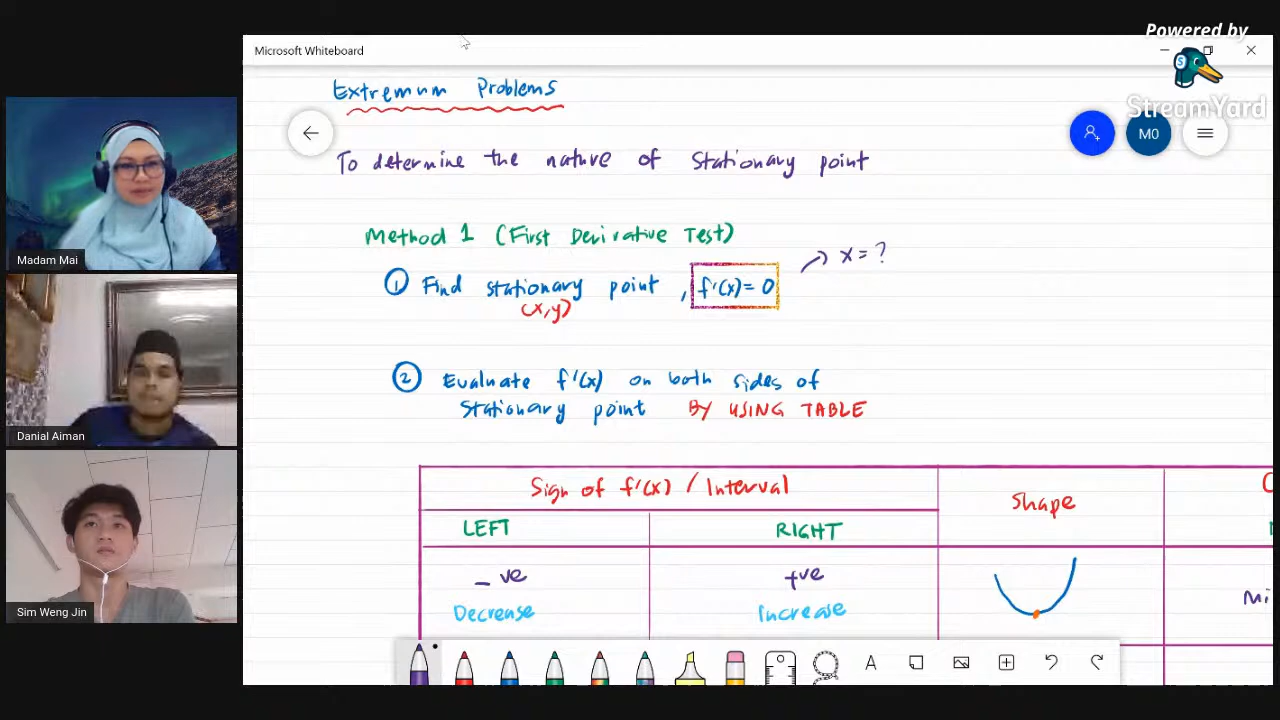 Powered by
StreamYard
Microsoft Whiteboard
Extremum Problems
M0
To determine the nature of stationary point
Method 1 (First Derivative Test)
① Find stationary point , f'(x) = 0
x = ?
(x,y)
② Evaluate f'(x) on both sides of
stationary point BY USING TABLE
Sign of f'(x) / Interval
Shape
LEFT
RIGHT
- ve
+ve
Decrease
Increase
Mi
A
Madam Mai
Danial Aiman
Sim Weng Jin